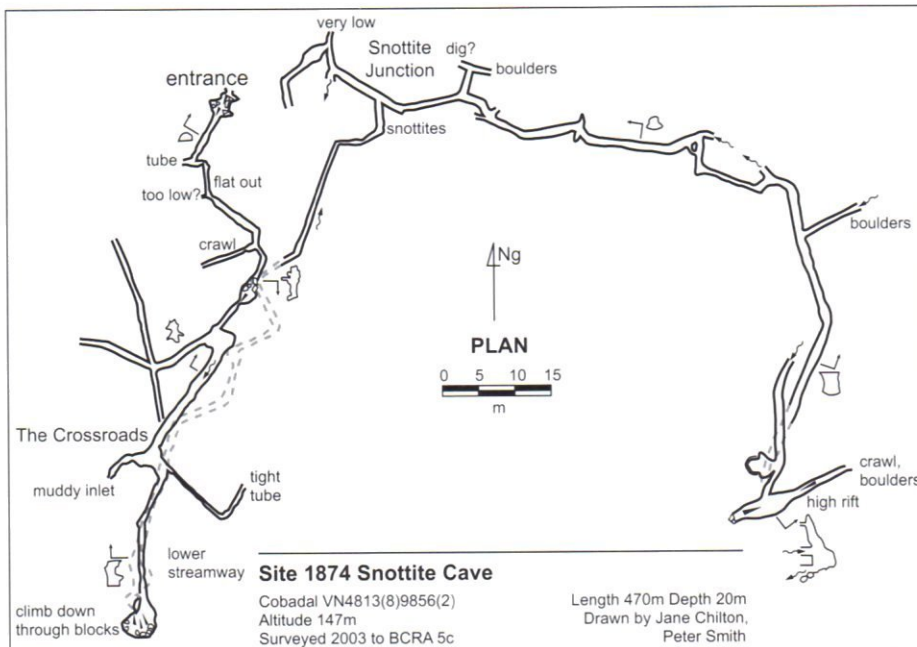 very low
Snottite
Junction
dig?
boulders
entrance
snottites
tube
flat out
too low?
crawl
boulders
Ng
PLAN
0 5 10 15
m
The Crossroads
muddy inlet
tight
tube
crawl,
boulders
high rift
lower
streamway
climb down
through blocks
Site 1874 Snottite Cave
Cobadal VN4813(8)9856(2)
Altitude 147m
Surveyed 2003 to BCRA 5c
Length 470m Depth 20m
Drawn by Jane Chilton,
Peter Smith